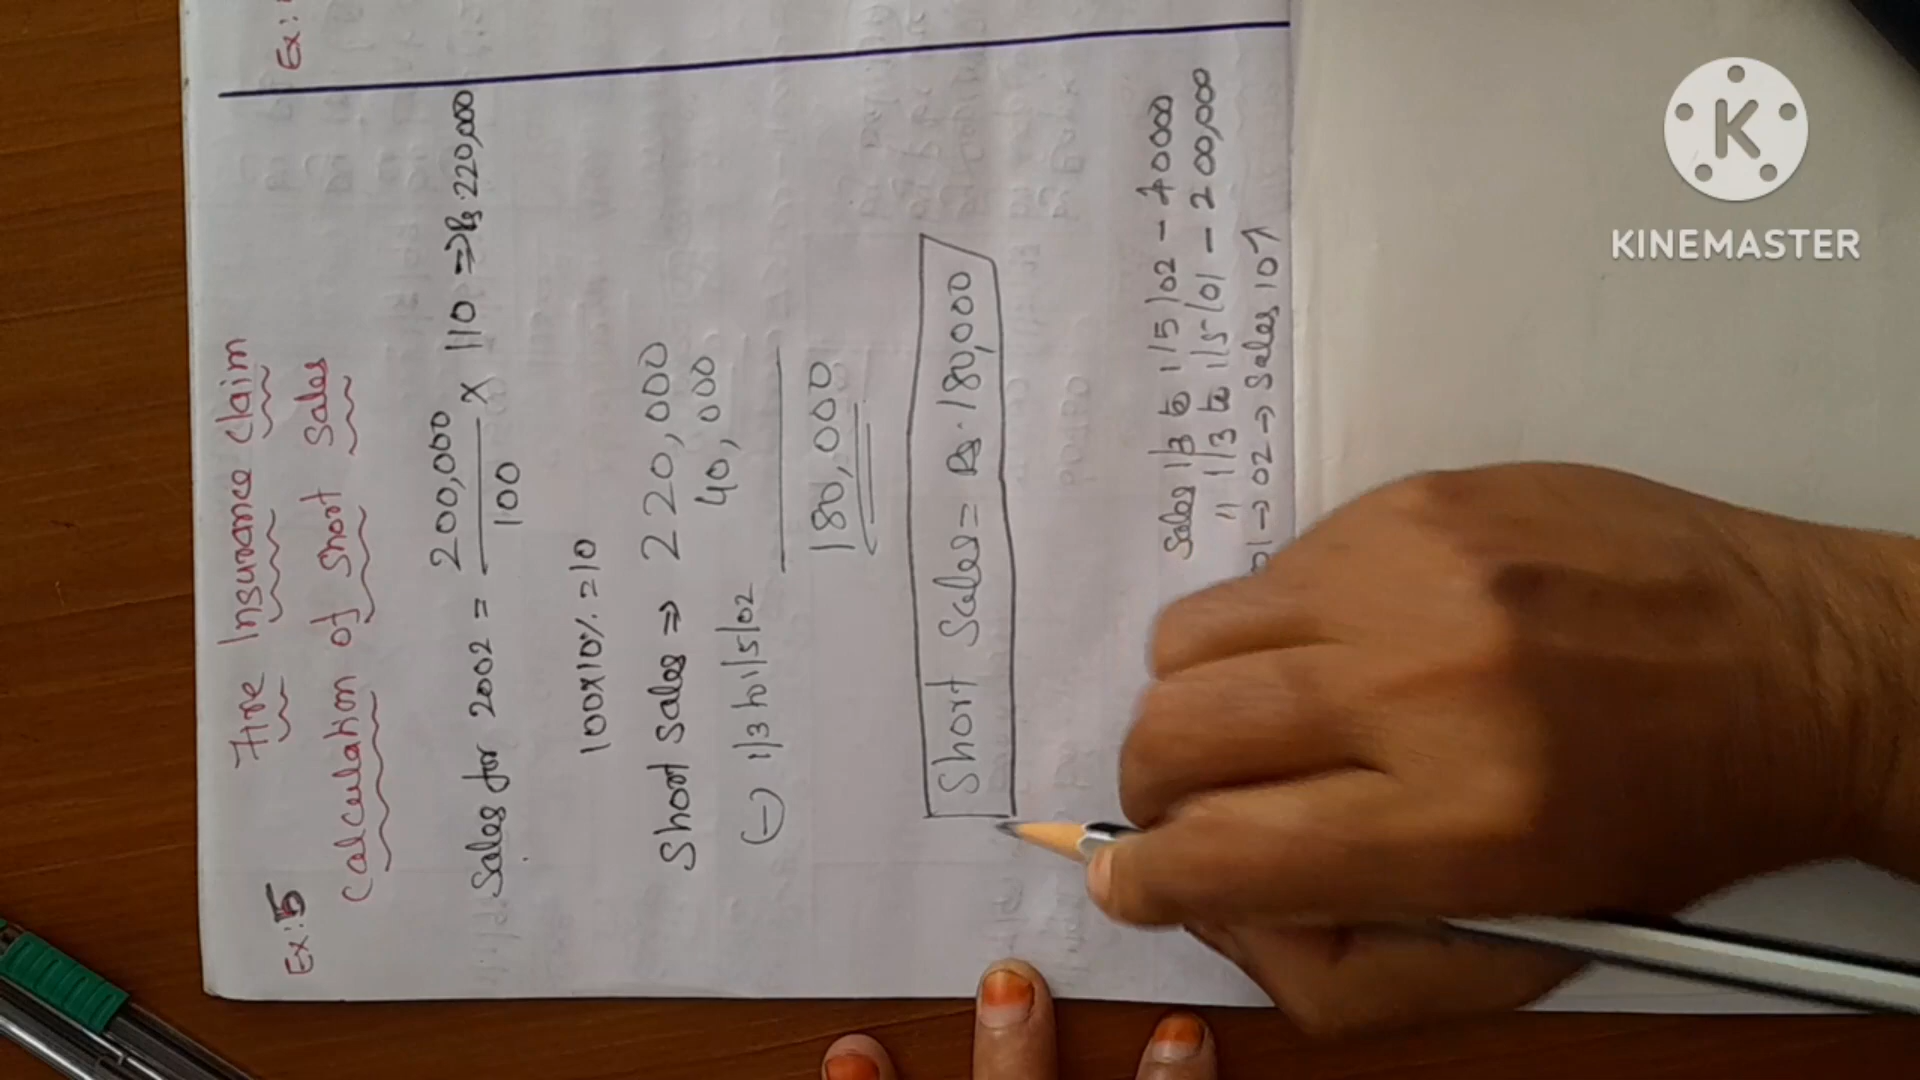 Ex:5 Fire Insurance claim
calculation of short sales
Sales for 2002 = 200,000 / 100 x 110 ⇒ Rs. 220,000
100x10% = 10
Short sales ⇒ 220,000
(-) 1/3 to 1/5/02 40,000
180,000
Short Sales = Rs. 180,000
Sales 1/3 to 1/5/02 - 40000
" 1/3 to 1/5/01 - 200,000
01 → 02 → Sales 10 ↑
Ex:
K
KINEMASTER